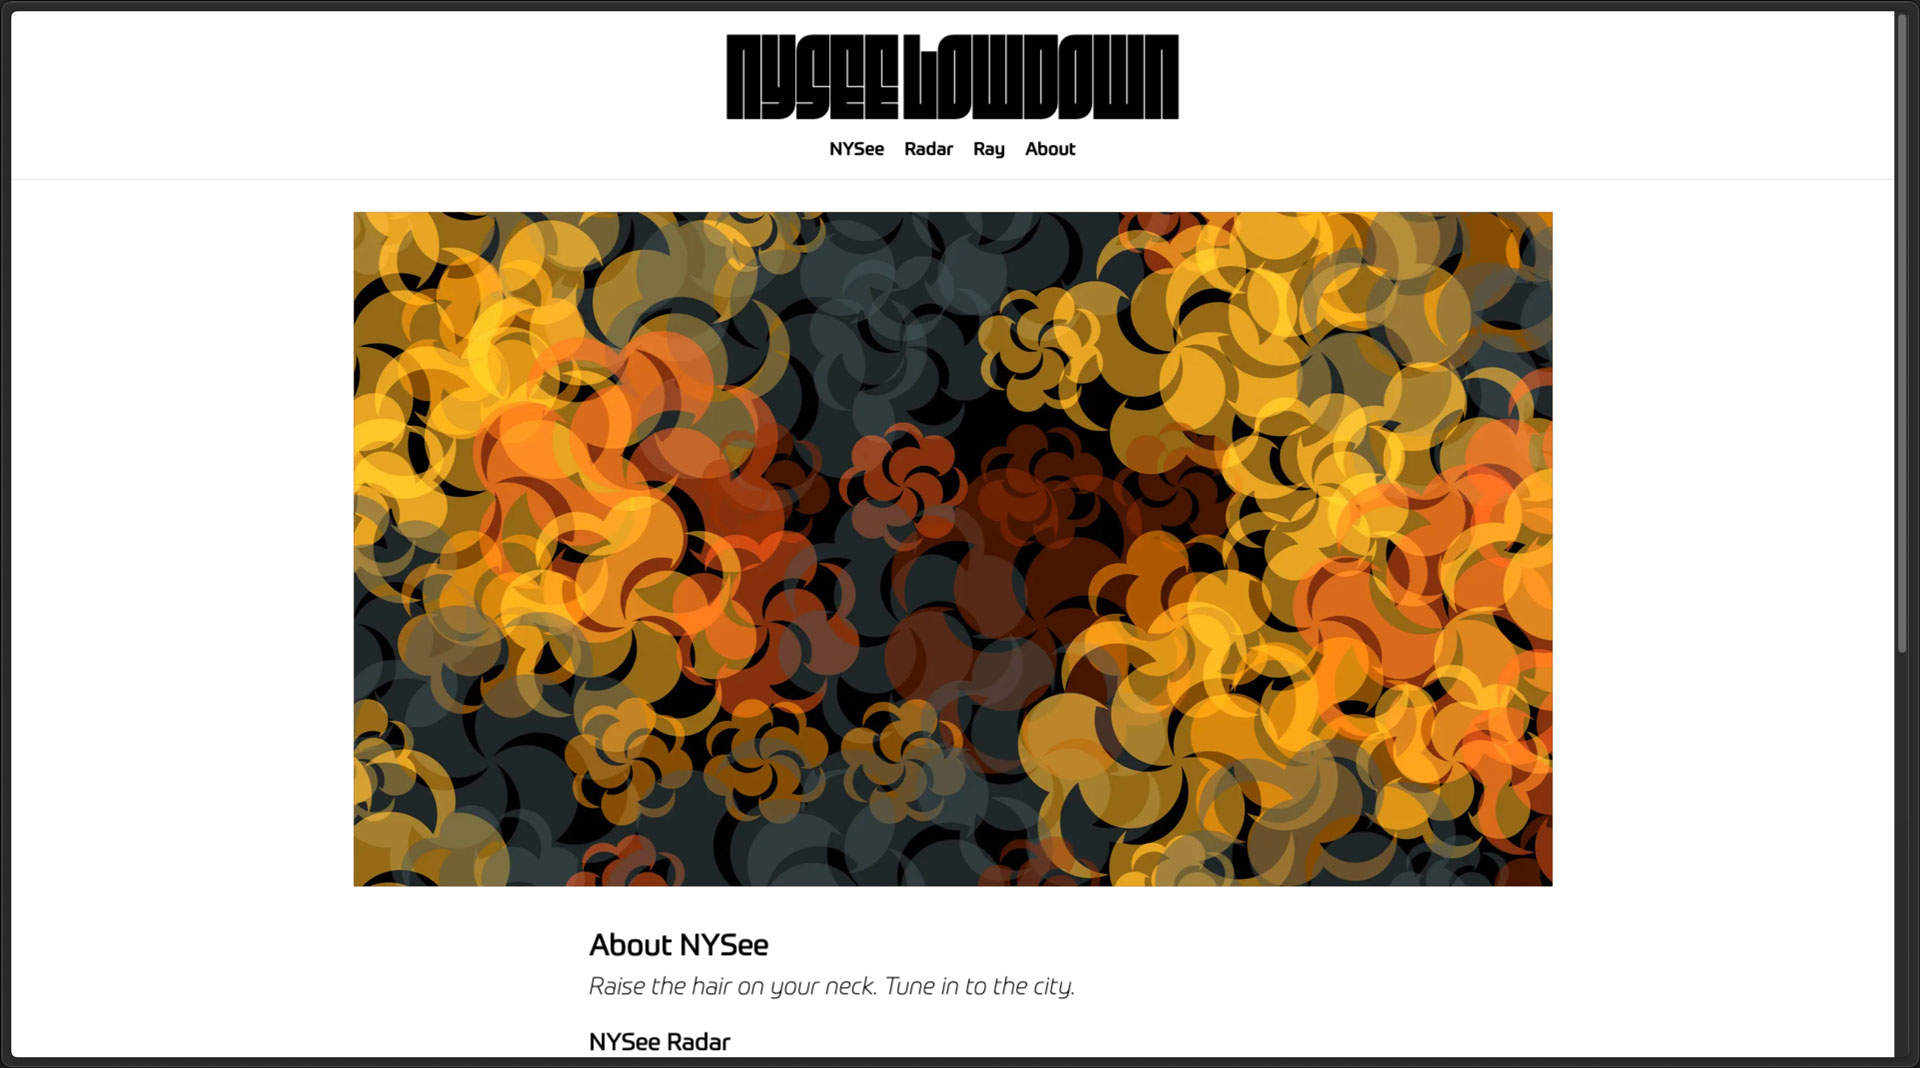 NYSEE LOWDOWN
NYSee Radar Ray About
About NYSee
Raise the hair on your neck. Tune in to the city.
NYSee Radar